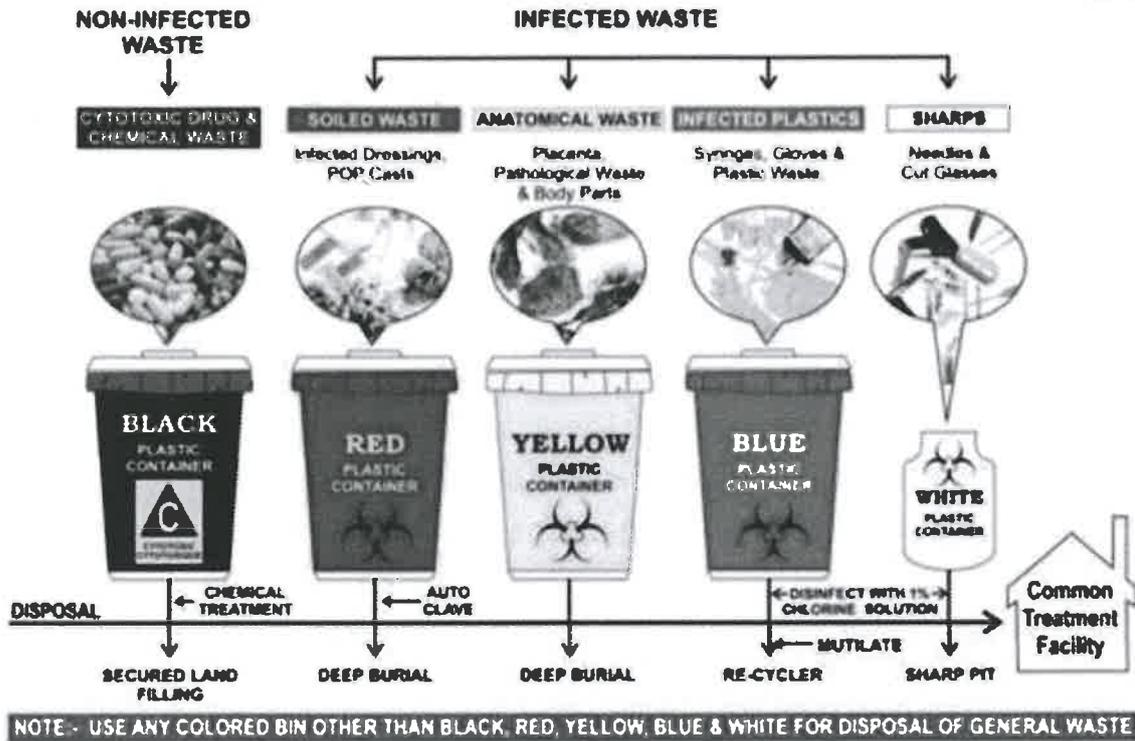 NON-INFECTED
WASTE
INFECTED WASTE
CYTOTOXIC DRUG &
CHEMICAL WASTE
SOILED WASTE
Infected Dressings,
POP Casts
ANATOMICAL WASTE
Placenta,
Pathological Waste
& Body Parts
INFECTED PLASTICS
Syringes, Gloves &
Plastic Waste
SHARPS
Needles &
Cut Glasses
BLACK
PLASTIC
CONTAINER
C
CYTOTOXIC
CYTOTOXIQUE
RED
PLASTIC
CONTAINER
YELLOW
PLASTIC
CONTAINER
BLUE
PLASTIC
CONTAINER
WHITE
PLASTIC
CONTAINER
DISPOSAL
CHEMICAL
TREATMENT
AUTO
CLAVE
DISINFECT WITH 1%
CHLORINE SOLUTION
MUTILATE
Common
Treatment
Facility
SECURED LAND
FILLING
DEEP BURIAL
DEEP BURIAL
RE-CYCLER
SHARP PIT
NOTE:- USE ANY COLORED BIN OTHER THAN BLACK, RED, YELLOW, BLUE & WHITE FOR DISPOSAL OF GENERAL WASTE